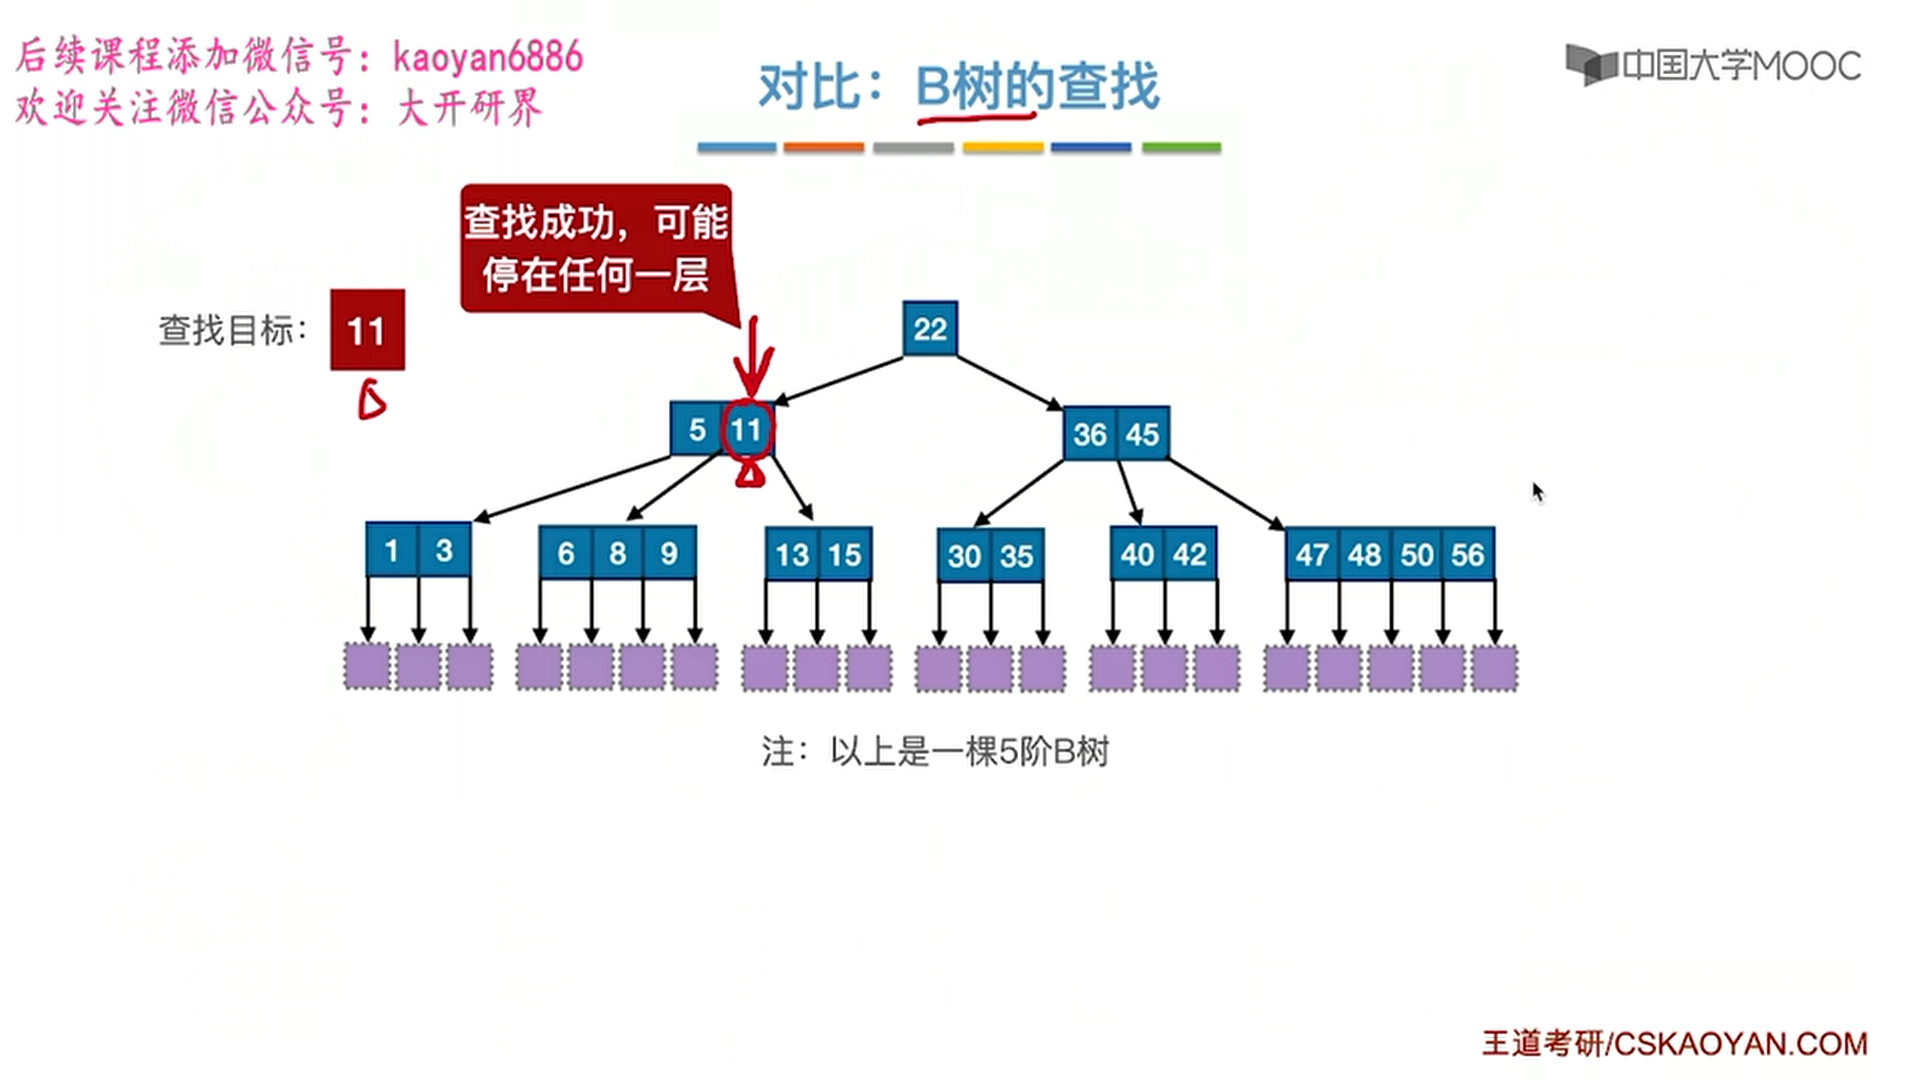 后续课程添加微信号：kaoyan6886
欢迎关注微信公众号：大开研界
对比：B树的查找
中国大学MOOC
查找成功，可能
停在任何一层
查找目标：
11
22
5 11
36 45
1 3
6 8 9
13 15
30 35
40 42
47 48 50 56
注：以上是一棵5阶B树
王道考研/CSKAOYAN.COM